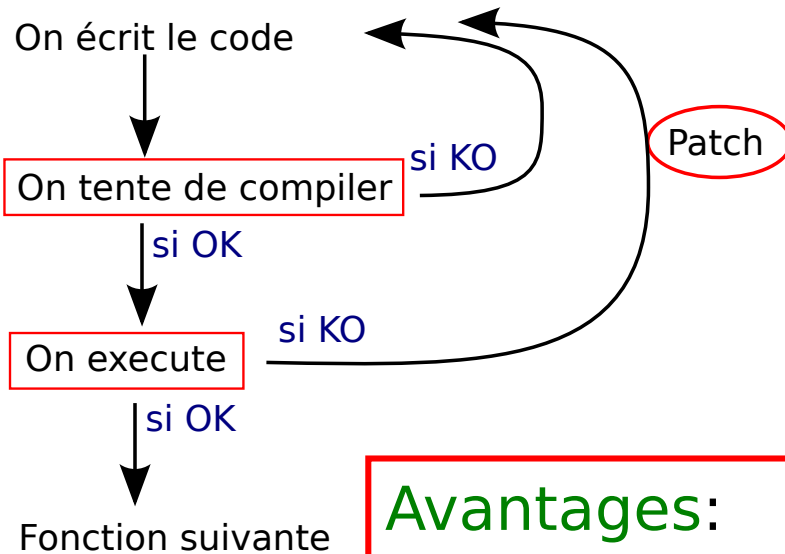 On écrit le code
Patch
si KO
On tente de compiler
si OK
si KO
On execute
si OK
Avantages:
Fonction suivante